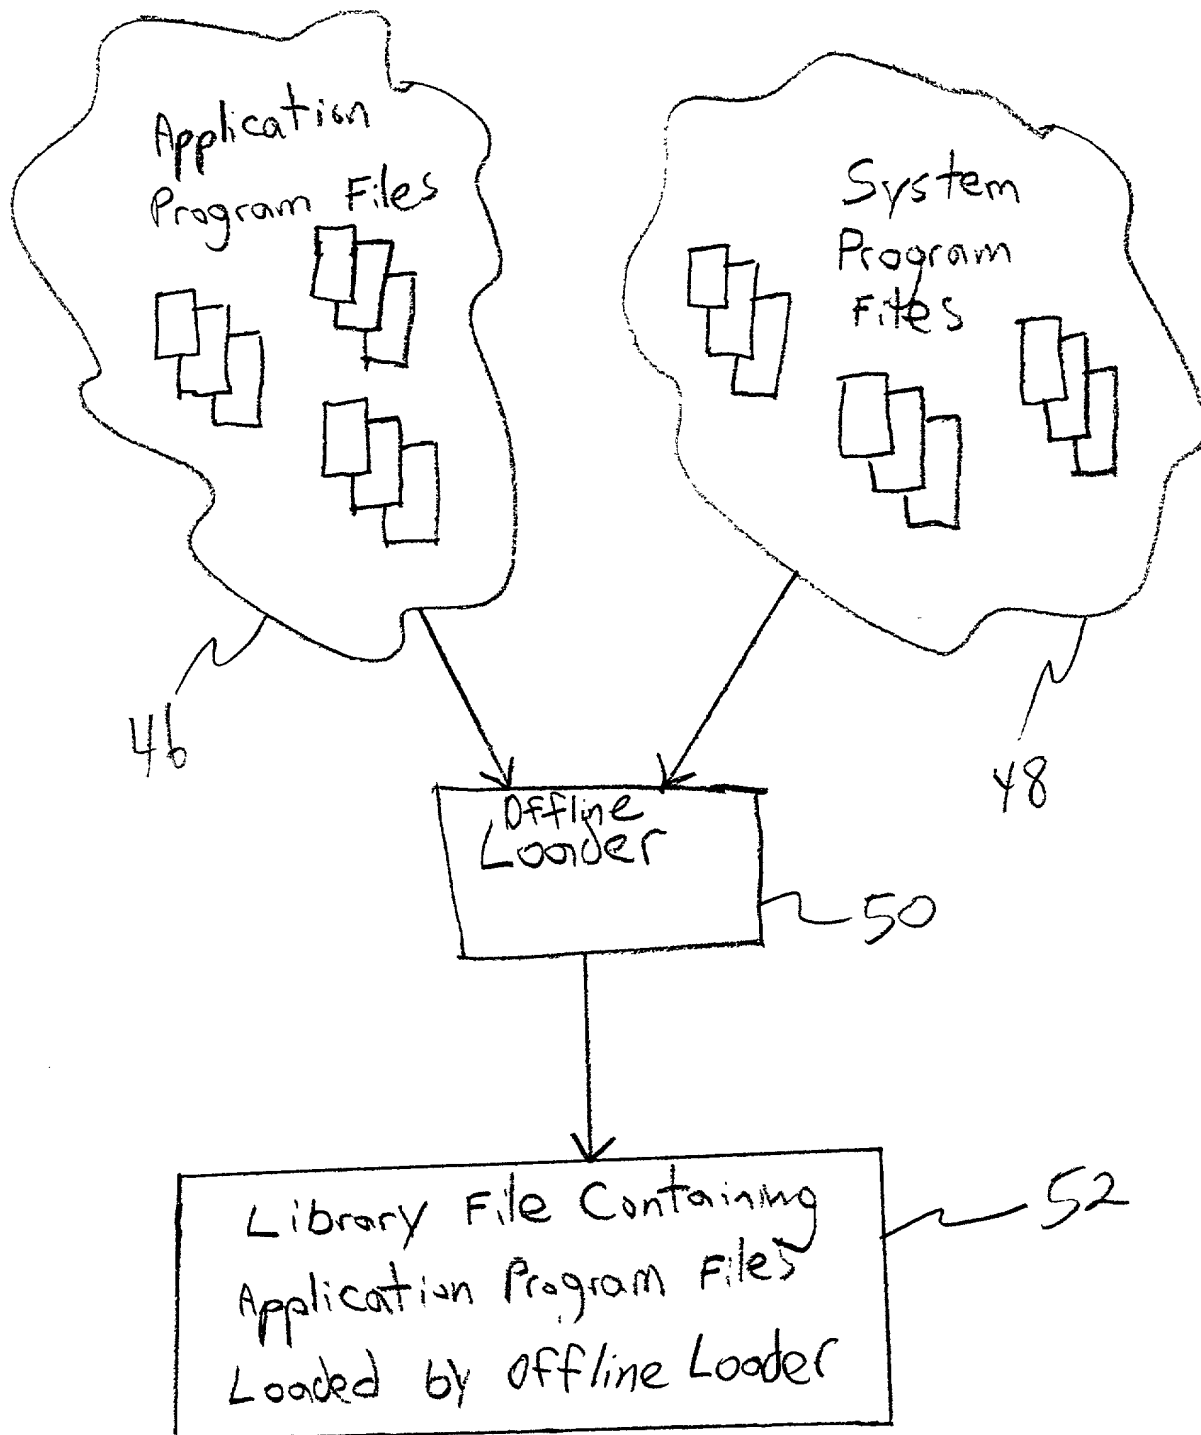 Application
Program Files
System
Program
Files
46
48
Offline
Loader
50
Library File Containing
Application Program Files
Loaded by Offline Loader
52